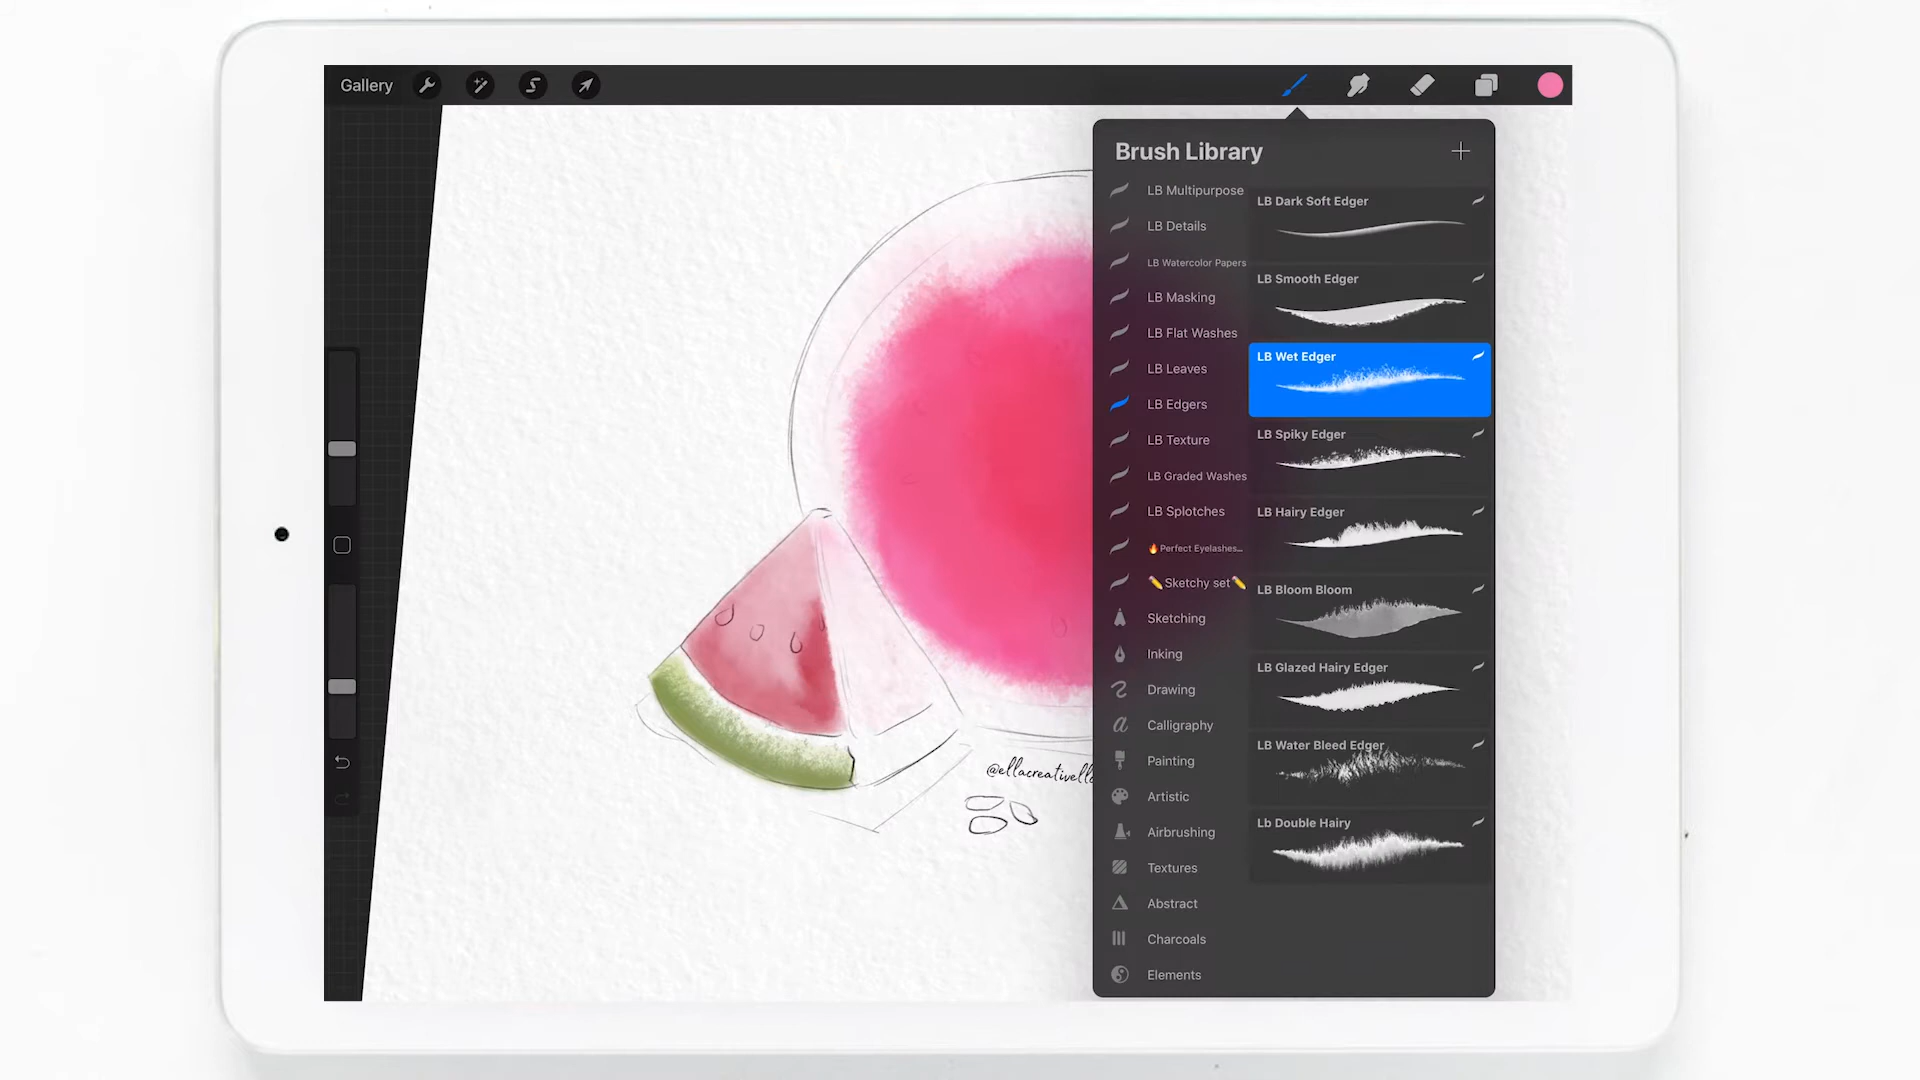 Gallery
Brush Library
LB Multipurpose
LB Details
LB Watercolor Papers
LB Masking
LB Flat Washes
LB Leaves
LB Edgers
LB Texture
LB Graded Washes
LB Splotches
🔥Perfect Eyelashes...
✏️Sketchy set✏️
Sketching
Inking
Drawing
Calligraphy
Painting
Artistic
Airbrushing
Textures
Abstract
Charcoals
Elements
LB Dark Soft Edger
LB Smooth Edger
LB Wet Edger
LB Spiky Edger
LB Hairy Edger
LB Bloom Bloom
LB Glazed Hairy Edger
LB Water Bleed Edger
Lb Double Hairy